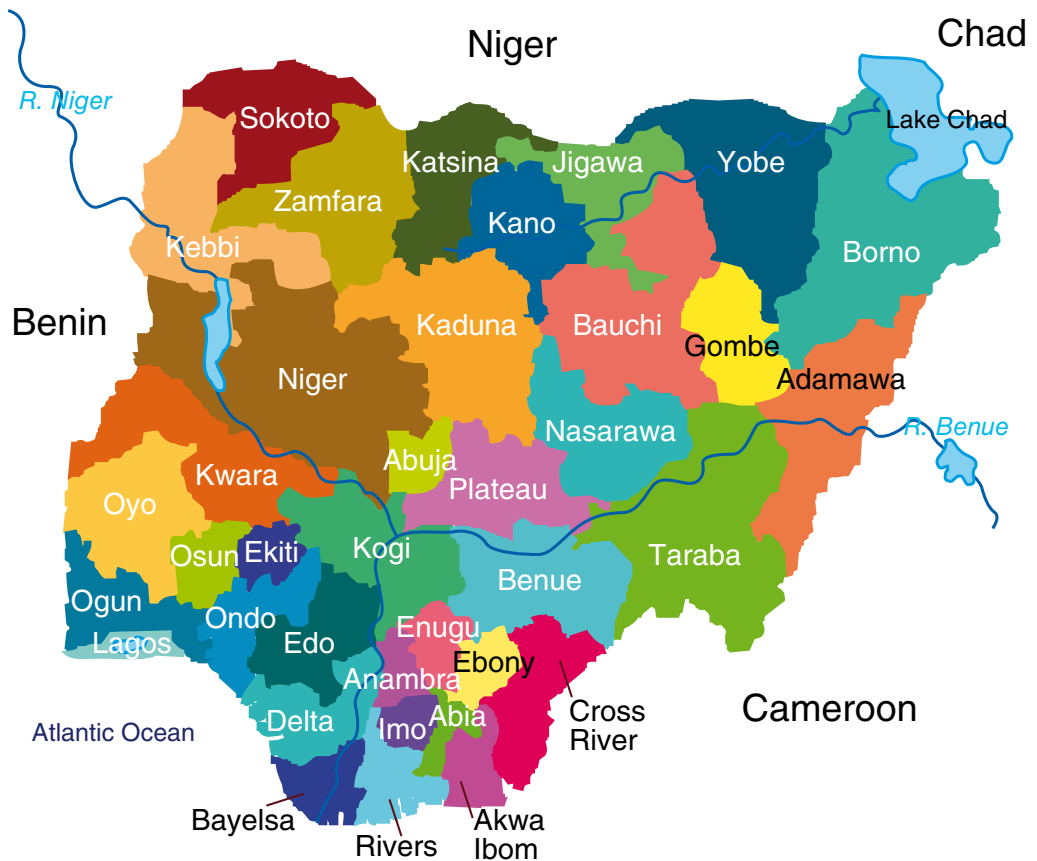 Niger
Chad
R. Niger
Sokoto
Lake Chad
Katsina
Jigawa
Yobe
Zamfara
Kano
Kebbi
Borno
Benin
Kaduna
Bauchi
Gombe
Niger
Adamawa
Nasarawa
R. Benue
Abuja
Kwara
Plateau
Oyo
Osun
Ekiti
Kogi
Taraba
Benue
Ogun
Ondo
Enugu
Lagos
Edo
Ebony
Anambra
Cameroon
Abia
Cross
River
Delta
Imo
Atlantic Ocean
Bayelsa
Akwa
Ibom
Rivers